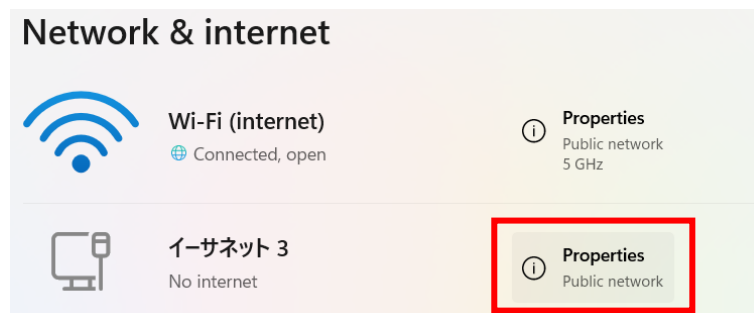 Network & internet
Wi-Fi (internet)
Connected, open
Properties
Public network
5 GHz
イーサネット 3
No internet
Properties
Public network